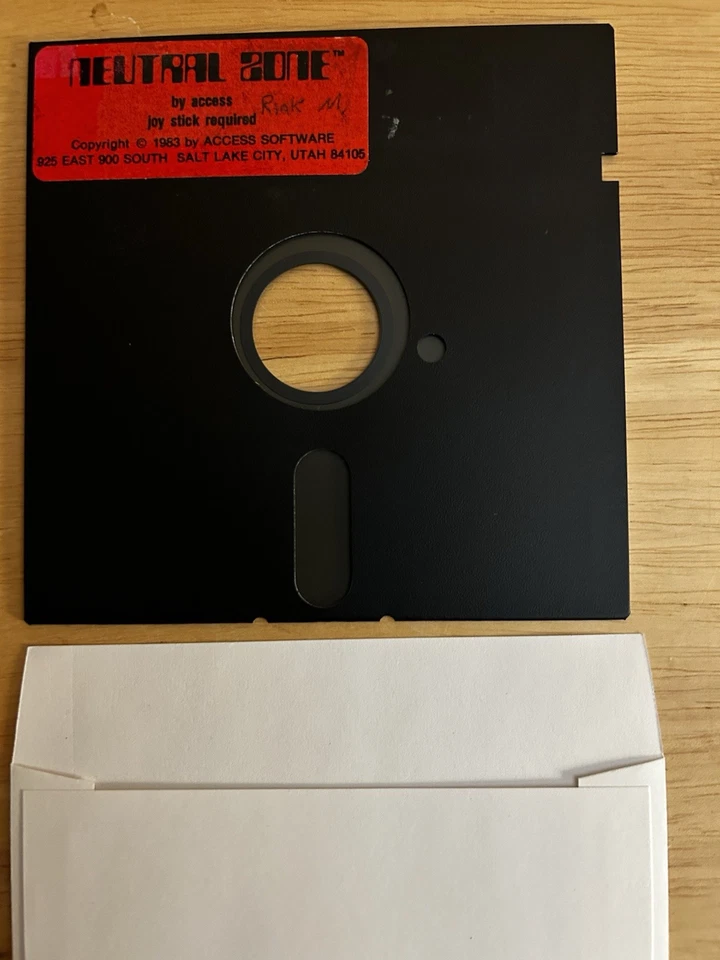 NEUTRAL ZONE™
by access
joy stick required
Copyright © 1983 by ACCESS SOFTWARE
925 EAST 900 SOUTH SALT LAKE CITY, UTAH 84105